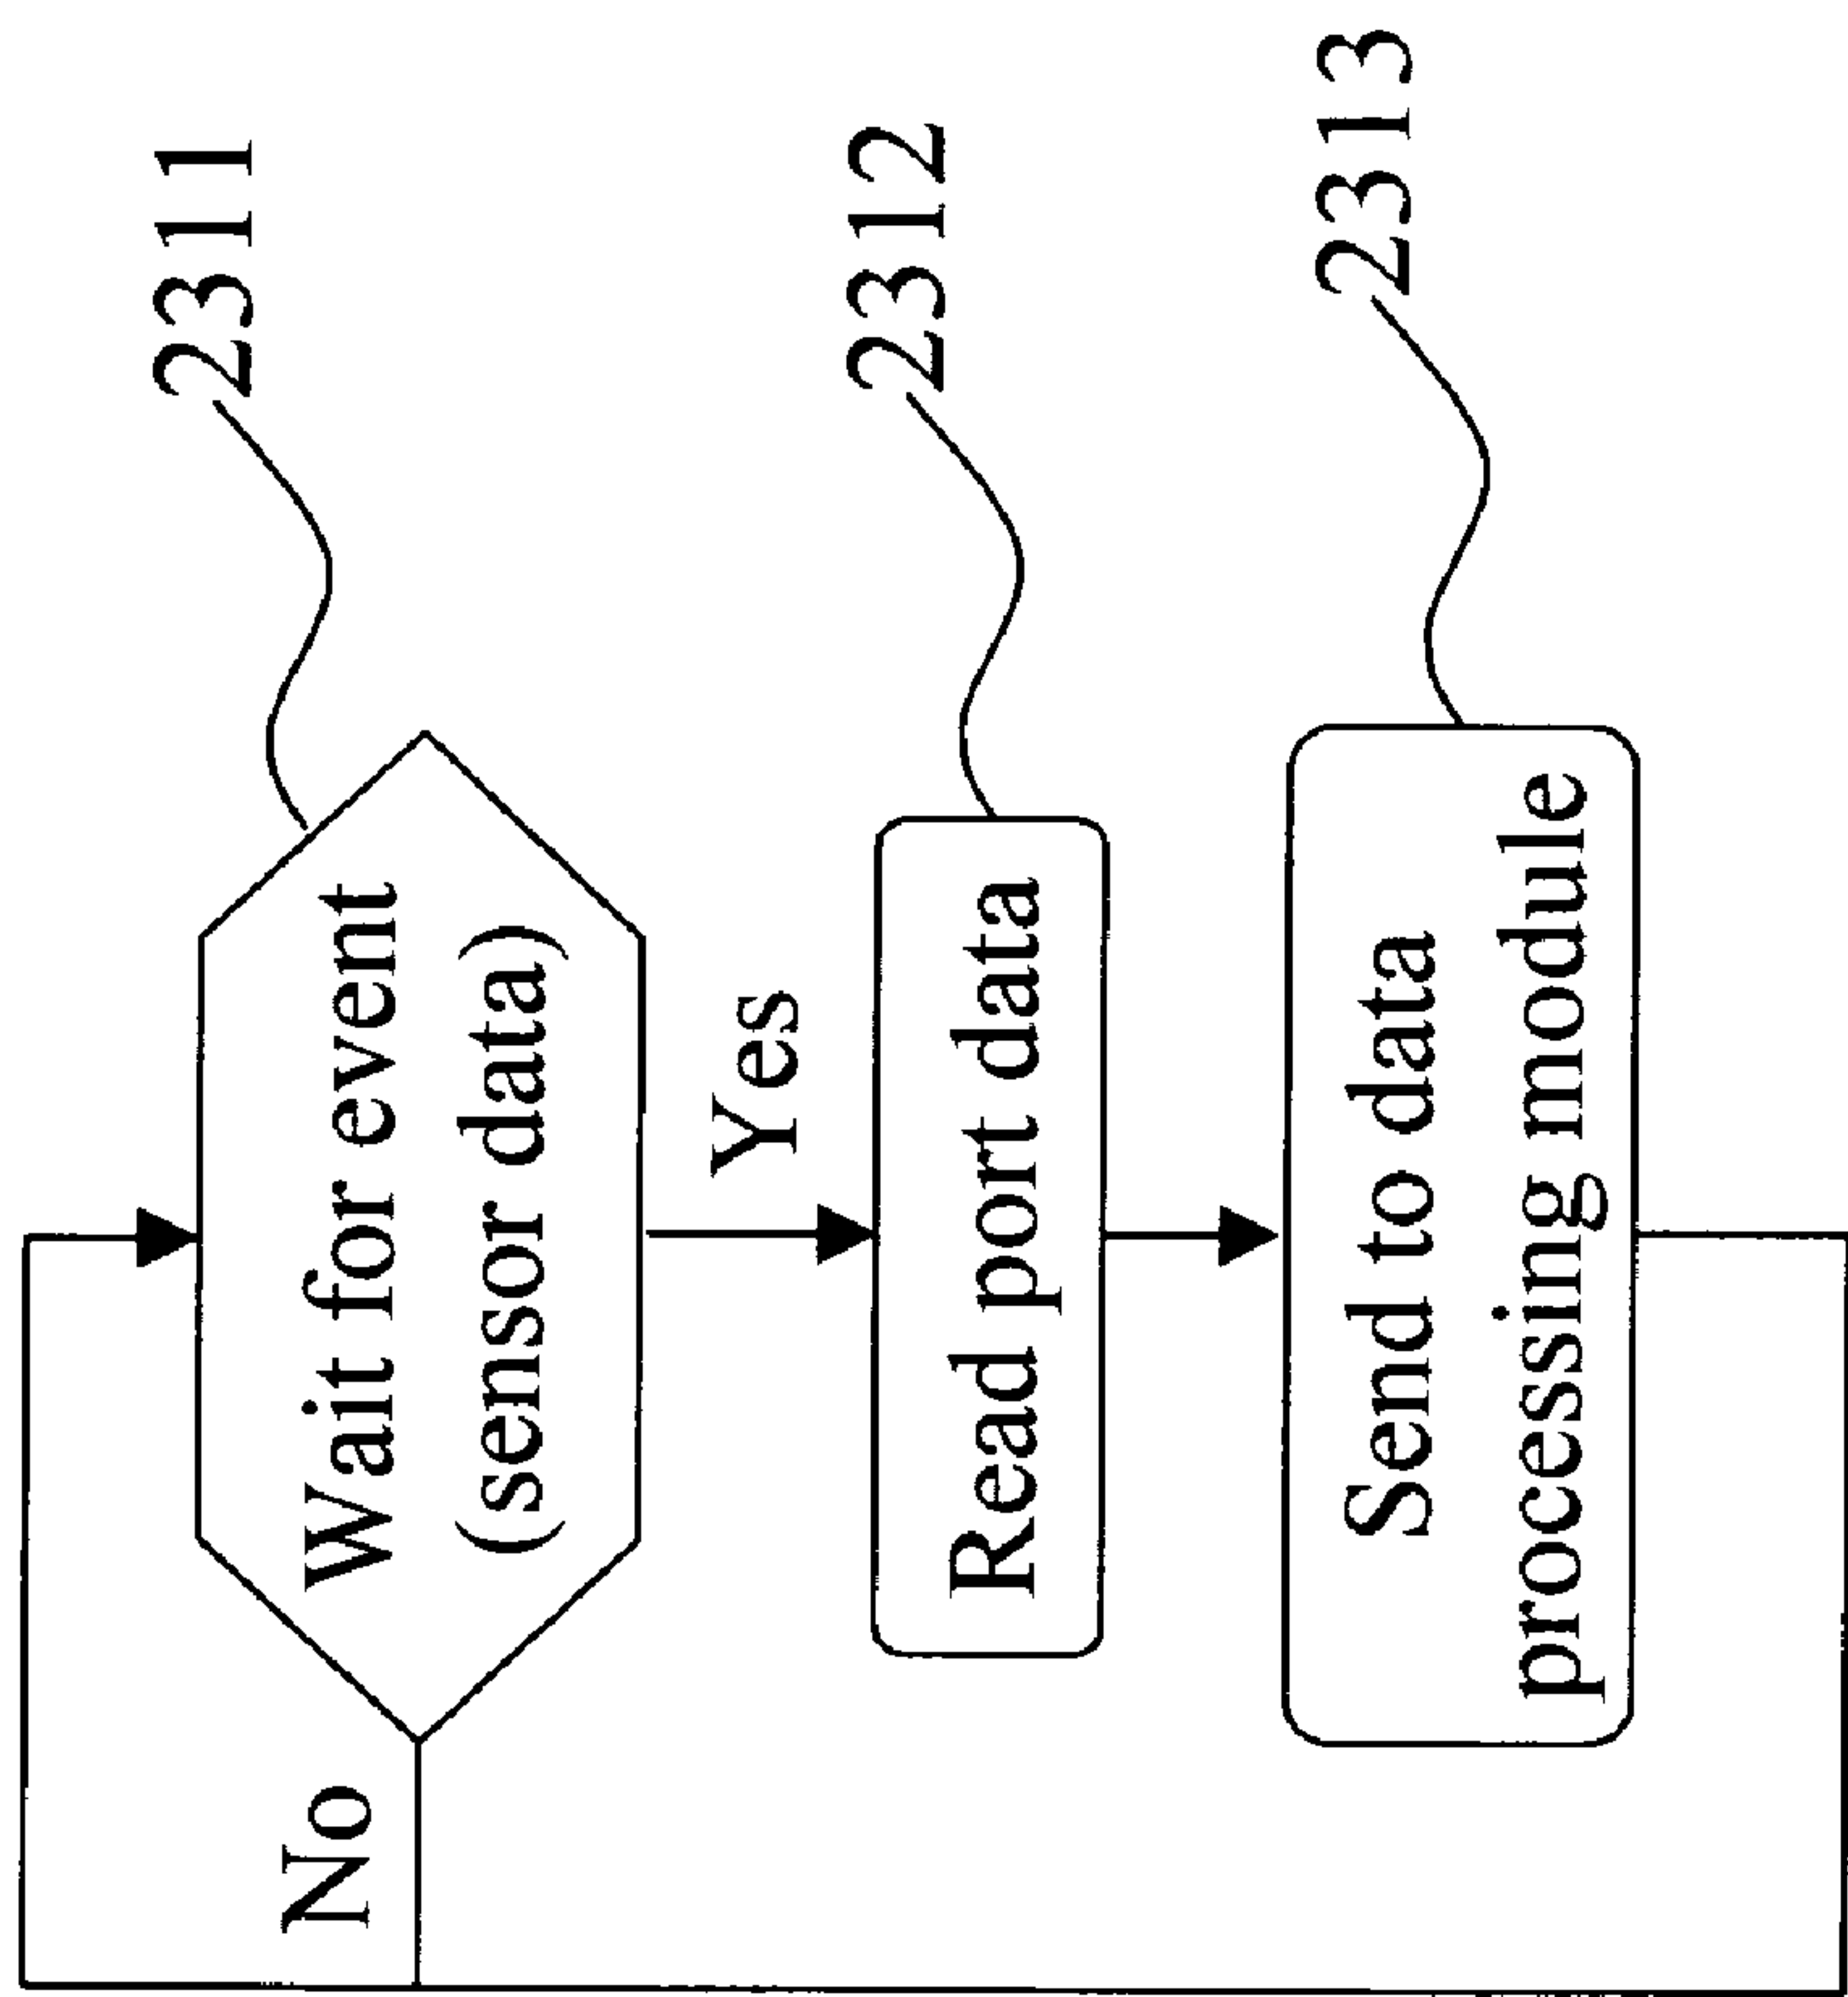 2311
Wait for event
(sensor data)
No
Yes
2312
Read port data
2313
Send to data
processing module